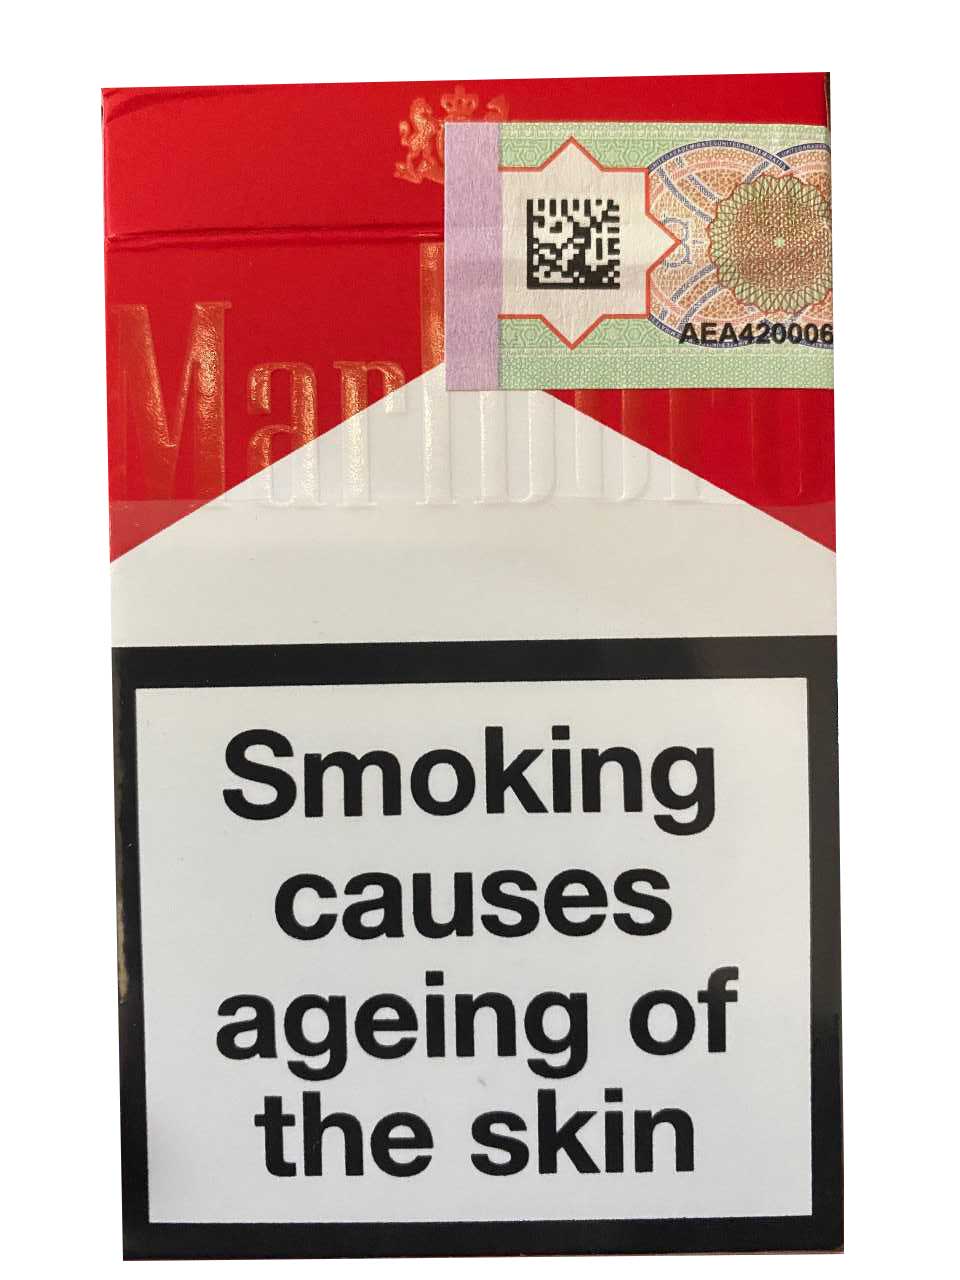 Marlboro
AEA420006
Smoking
causes
ageing of
the skin